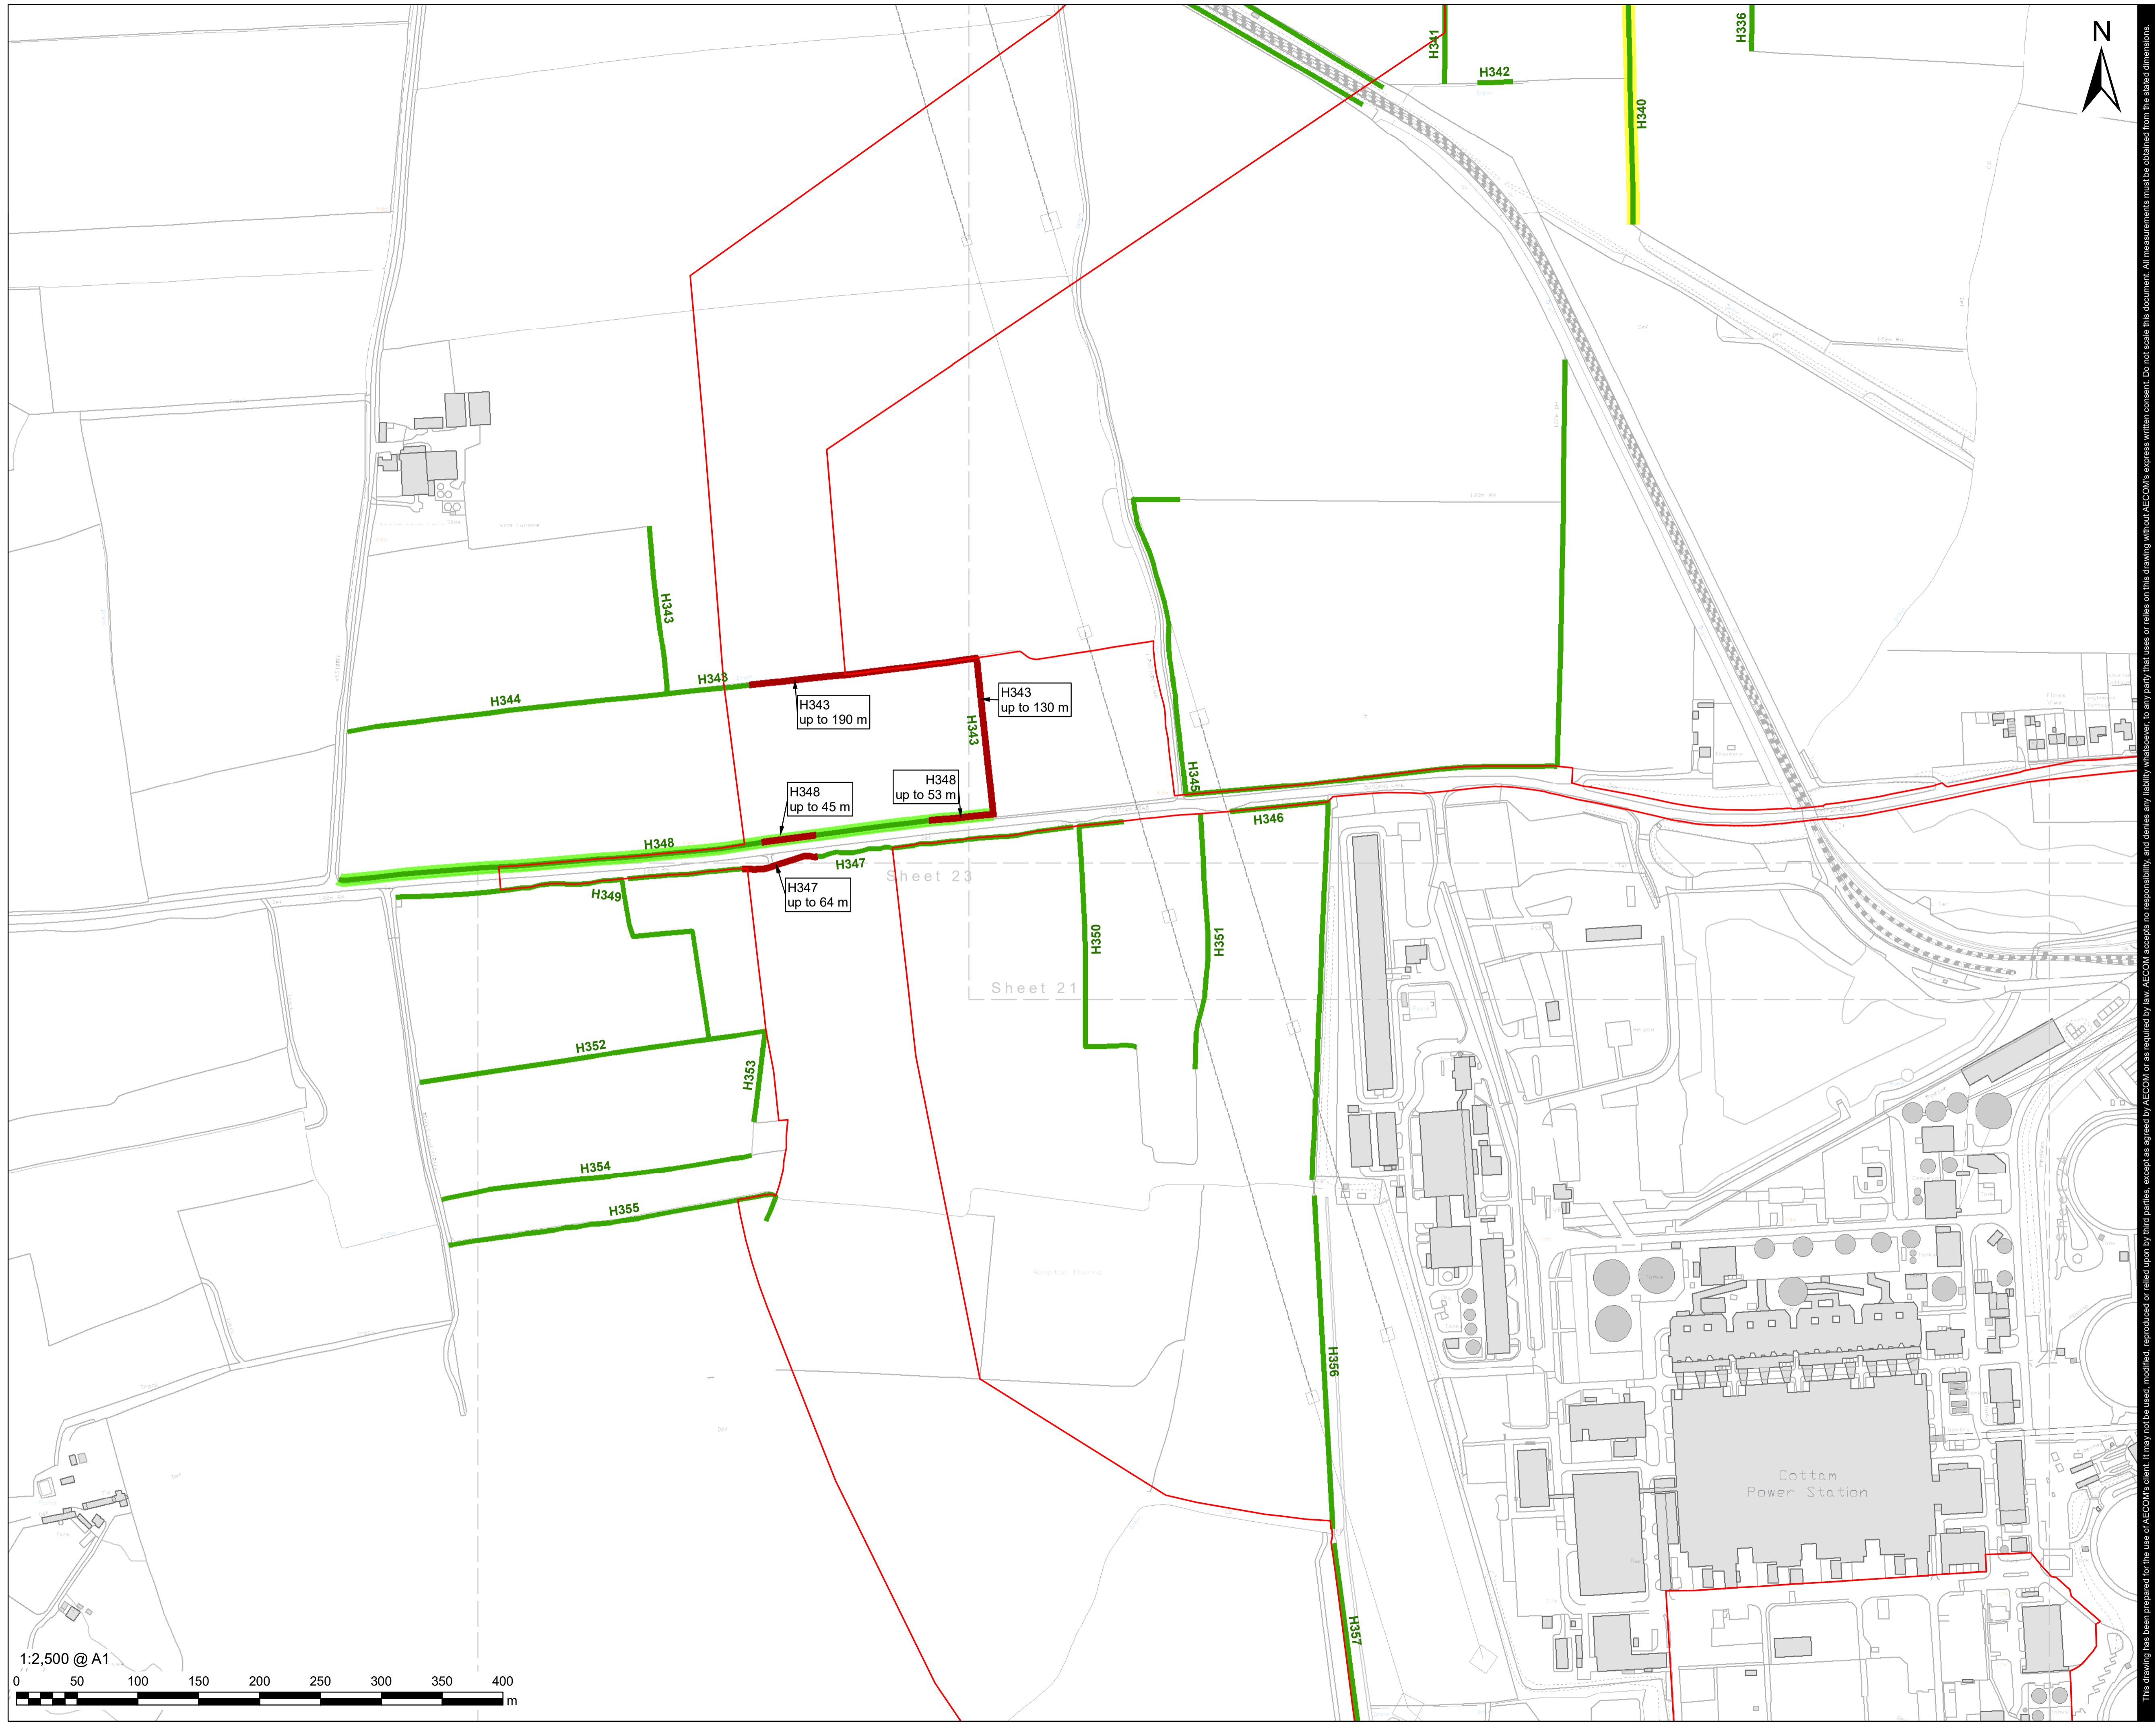 N
H341
H342
H336
H340
H343
H344
H343
H343
up to 190 m
H343
up to 130 m
H343
H348
up to 45 m
H348
up to 53 m
H345
H346
H348
H347
H347
up to 64 m
H349
Sheet 23
H350
H351
Sheet 21
H352
H353
H354
H355
H356
Cottam
Power Station
H357
1:2,500 @ A1
0 50 100 150 200 250 300 350 400
m
This drawing has been prepared for the use of AECOM's client. It may not be used, modified, reproduced or relied upon by third parties, except as agreed by AECOM or as required by law. AECOM accepts no responsibility, and denies any liability whatsoever, to any party that uses or relies on this drawing without AECOM's express written consent. Do not scale this document. All measurements must be obtained from the stated dimensions.